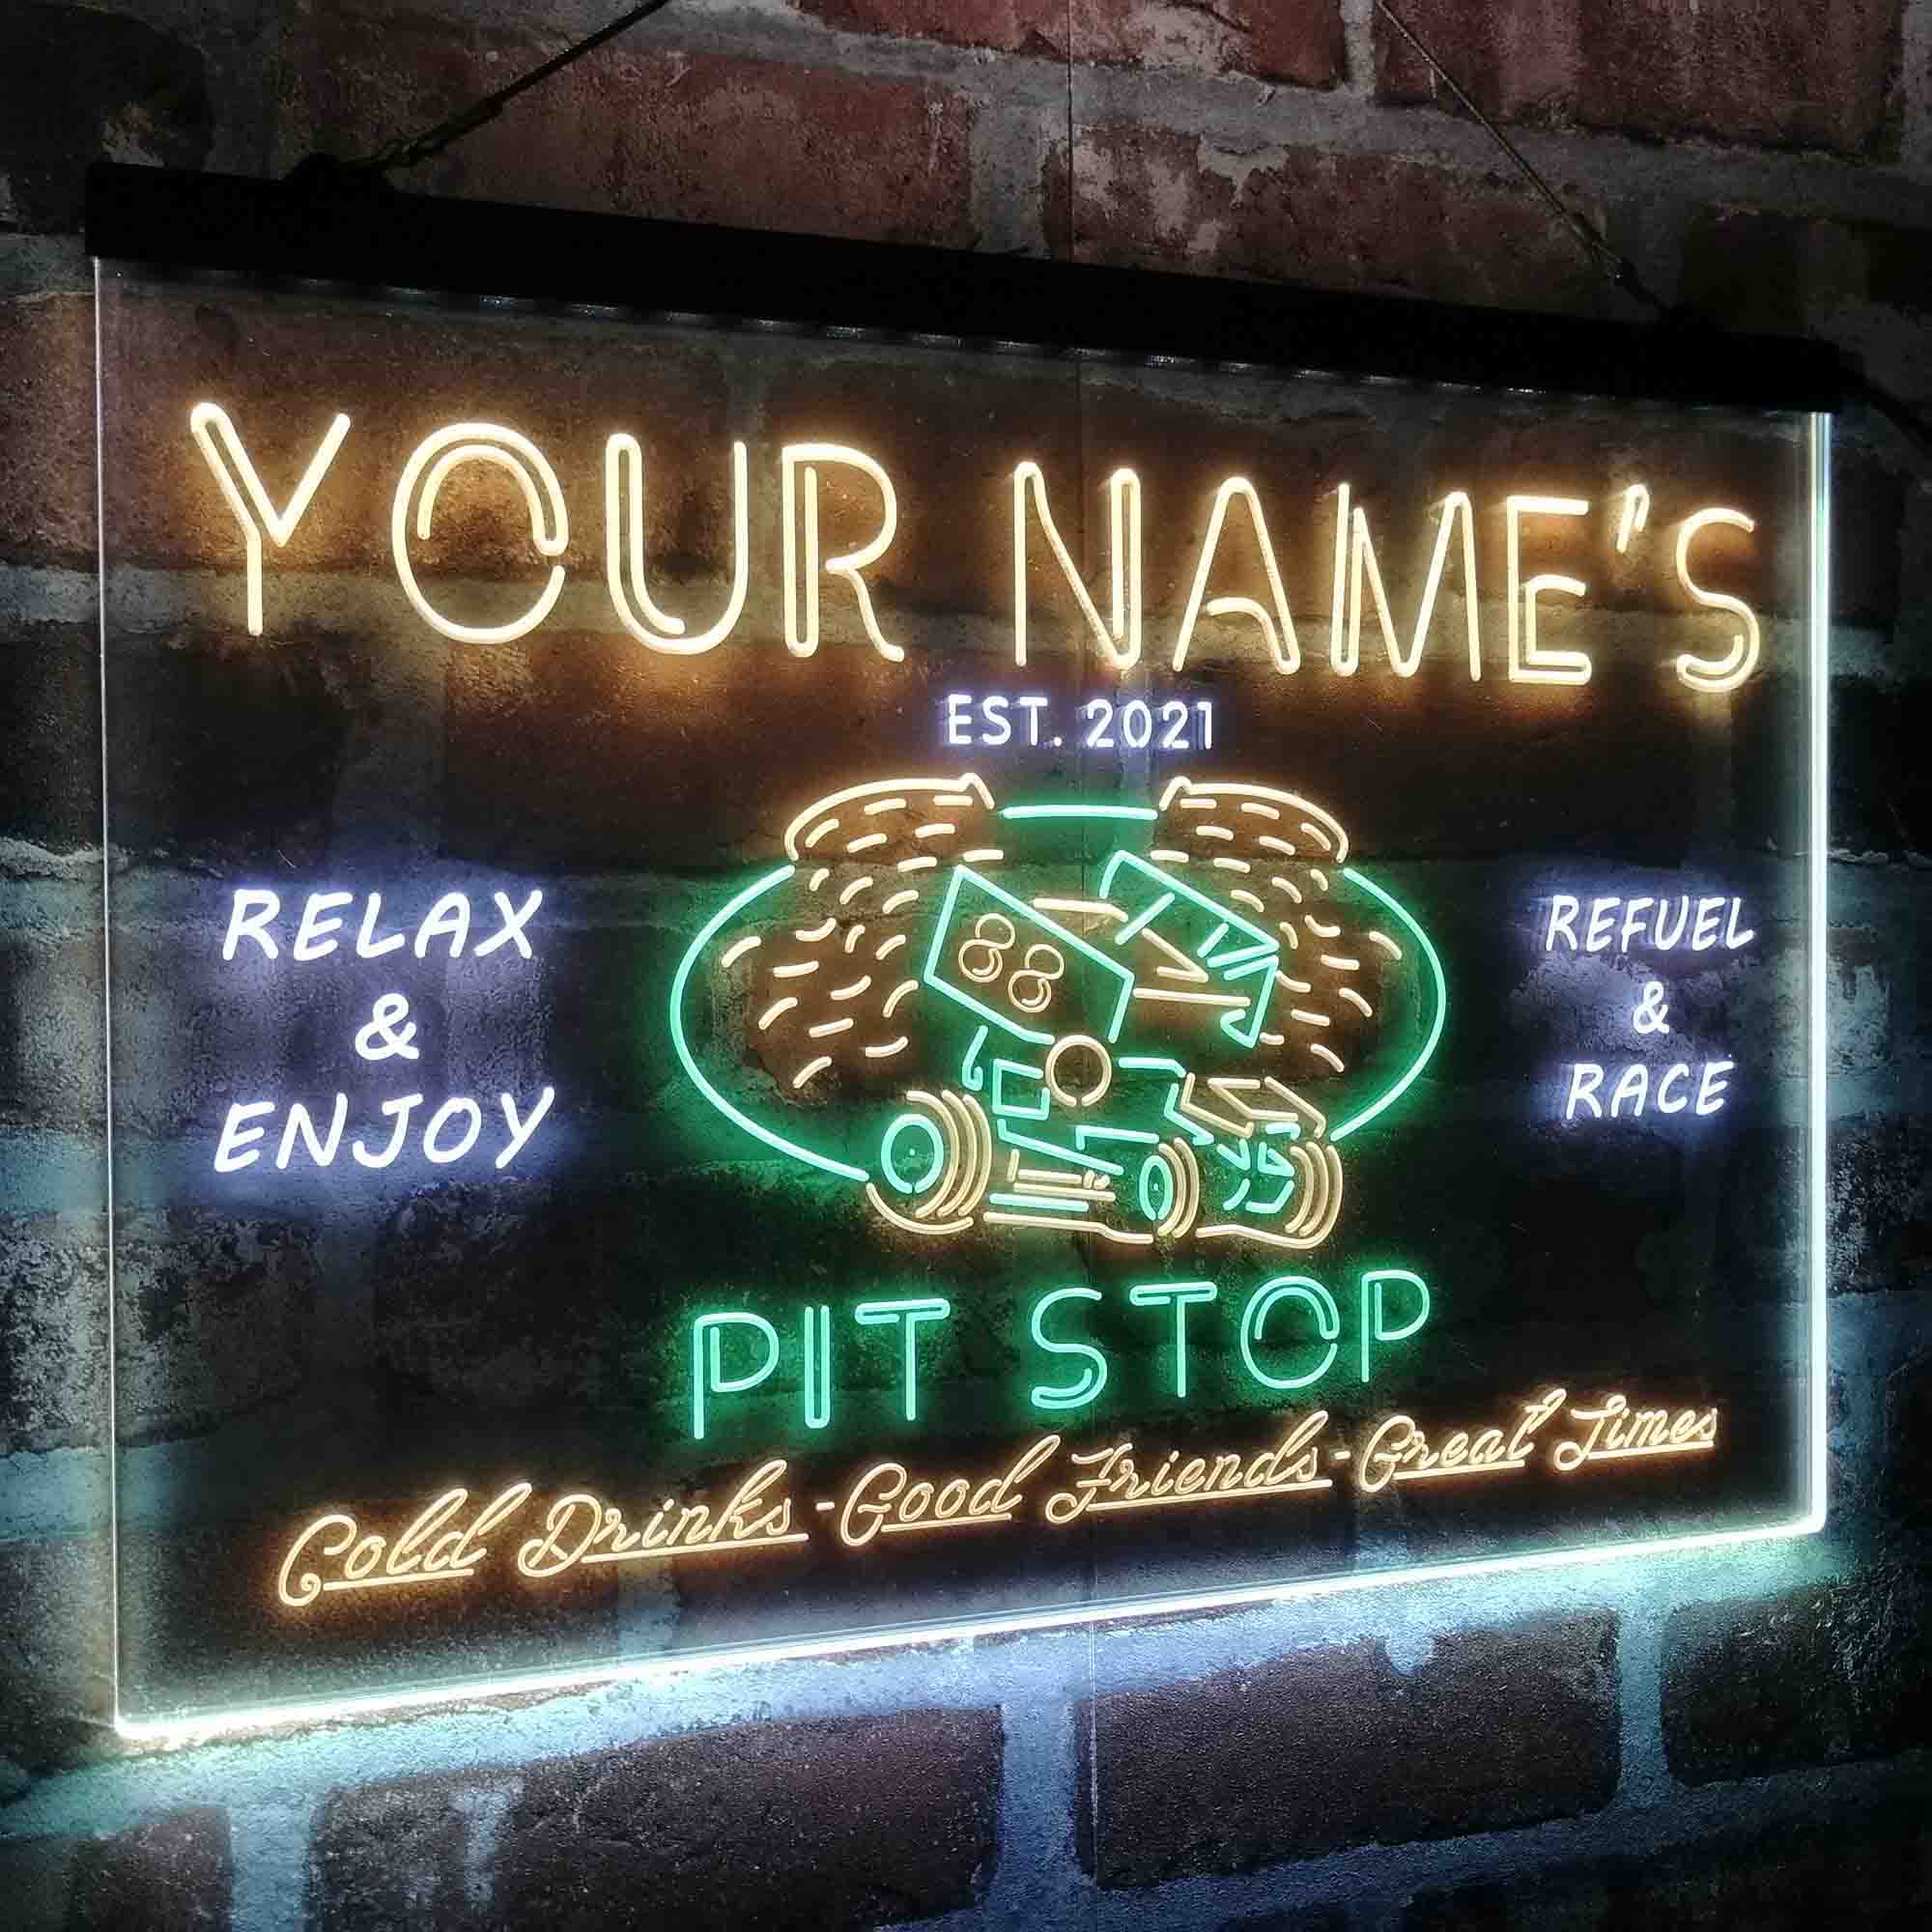 YOUR NAME'S
EST. 2021
RELAX
&
ENJOY
88
REFUEL
&
RACE
PIT STOP
Cold Drinks - Good Friends - Great Times